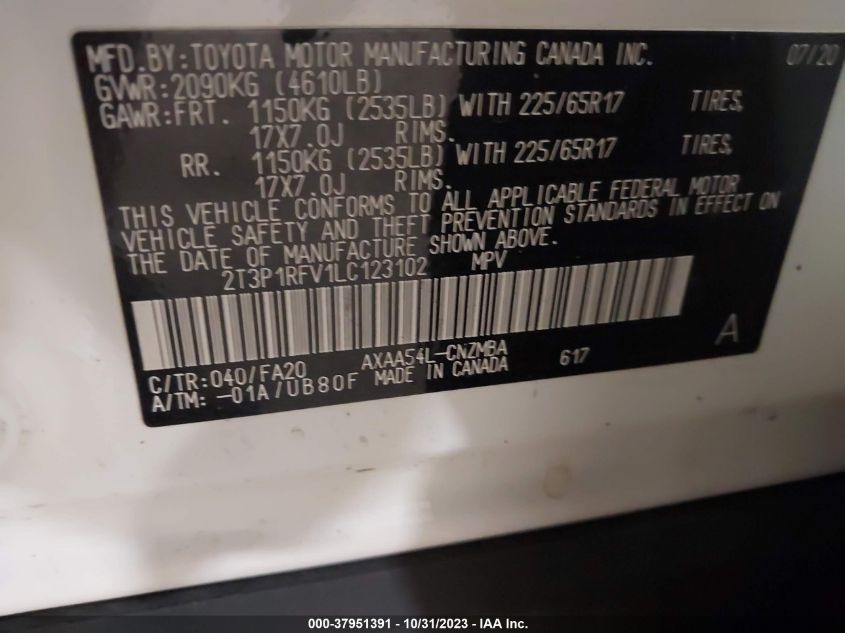 MFD. BY: TOYOTA MOTOR MANUFACTURING CANADA INC. 07/20
GVWR: 2090KG (4610LB)
GAWR: FRT. 1150KG (2535LB) WITH 225/65R17 TIRES,
17X7.0J RIMS.
RR. 1150KG (2535LB) WITH 225/65R17 TIRES,
17X7.0J RIMS.
THIS VEHICLE CONFORMS TO ALL APPLICABLE FEDERAL MOTOR
VEHICLE SAFETY AND THEFT PREVENTION STANDARDS IN EFFECT ON
THE DATE OF MANUFACTURE SHOWN ABOVE.
2T3P1RFV1LC123102 MPV
A
C/TR: 040/FA20 AXAA54L-CNZMBA 617
A/TM: -01A/UB80F MADE IN CANADA
000-37951391 - 10/31/2023 - IAA Inc.